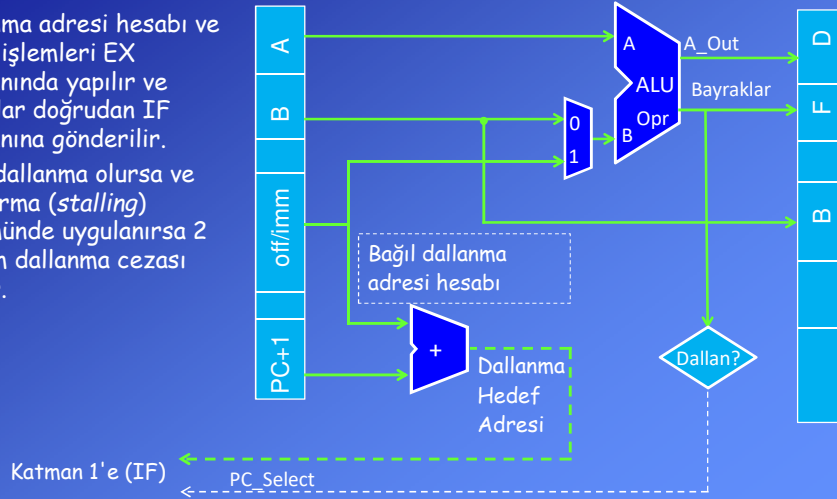 ma adresi hesabı ve
işlemleri EX
nında yapılır ve
lar doğrudan IF
nına gönderilir.
dallanma olursa ve
rma (stalling)
ünde uygulanırsa 2
dallanma cezası
A
B
off/imm
PC+1
0
1
A
B
ALU
Opr
A_Out
Bayraklar
D
F
B
Bağıl dallanma
adresi hesabı
+
Dallanma
Hedef
Adresi
Dallan?
Katman 1'e (IF)
PC_Select